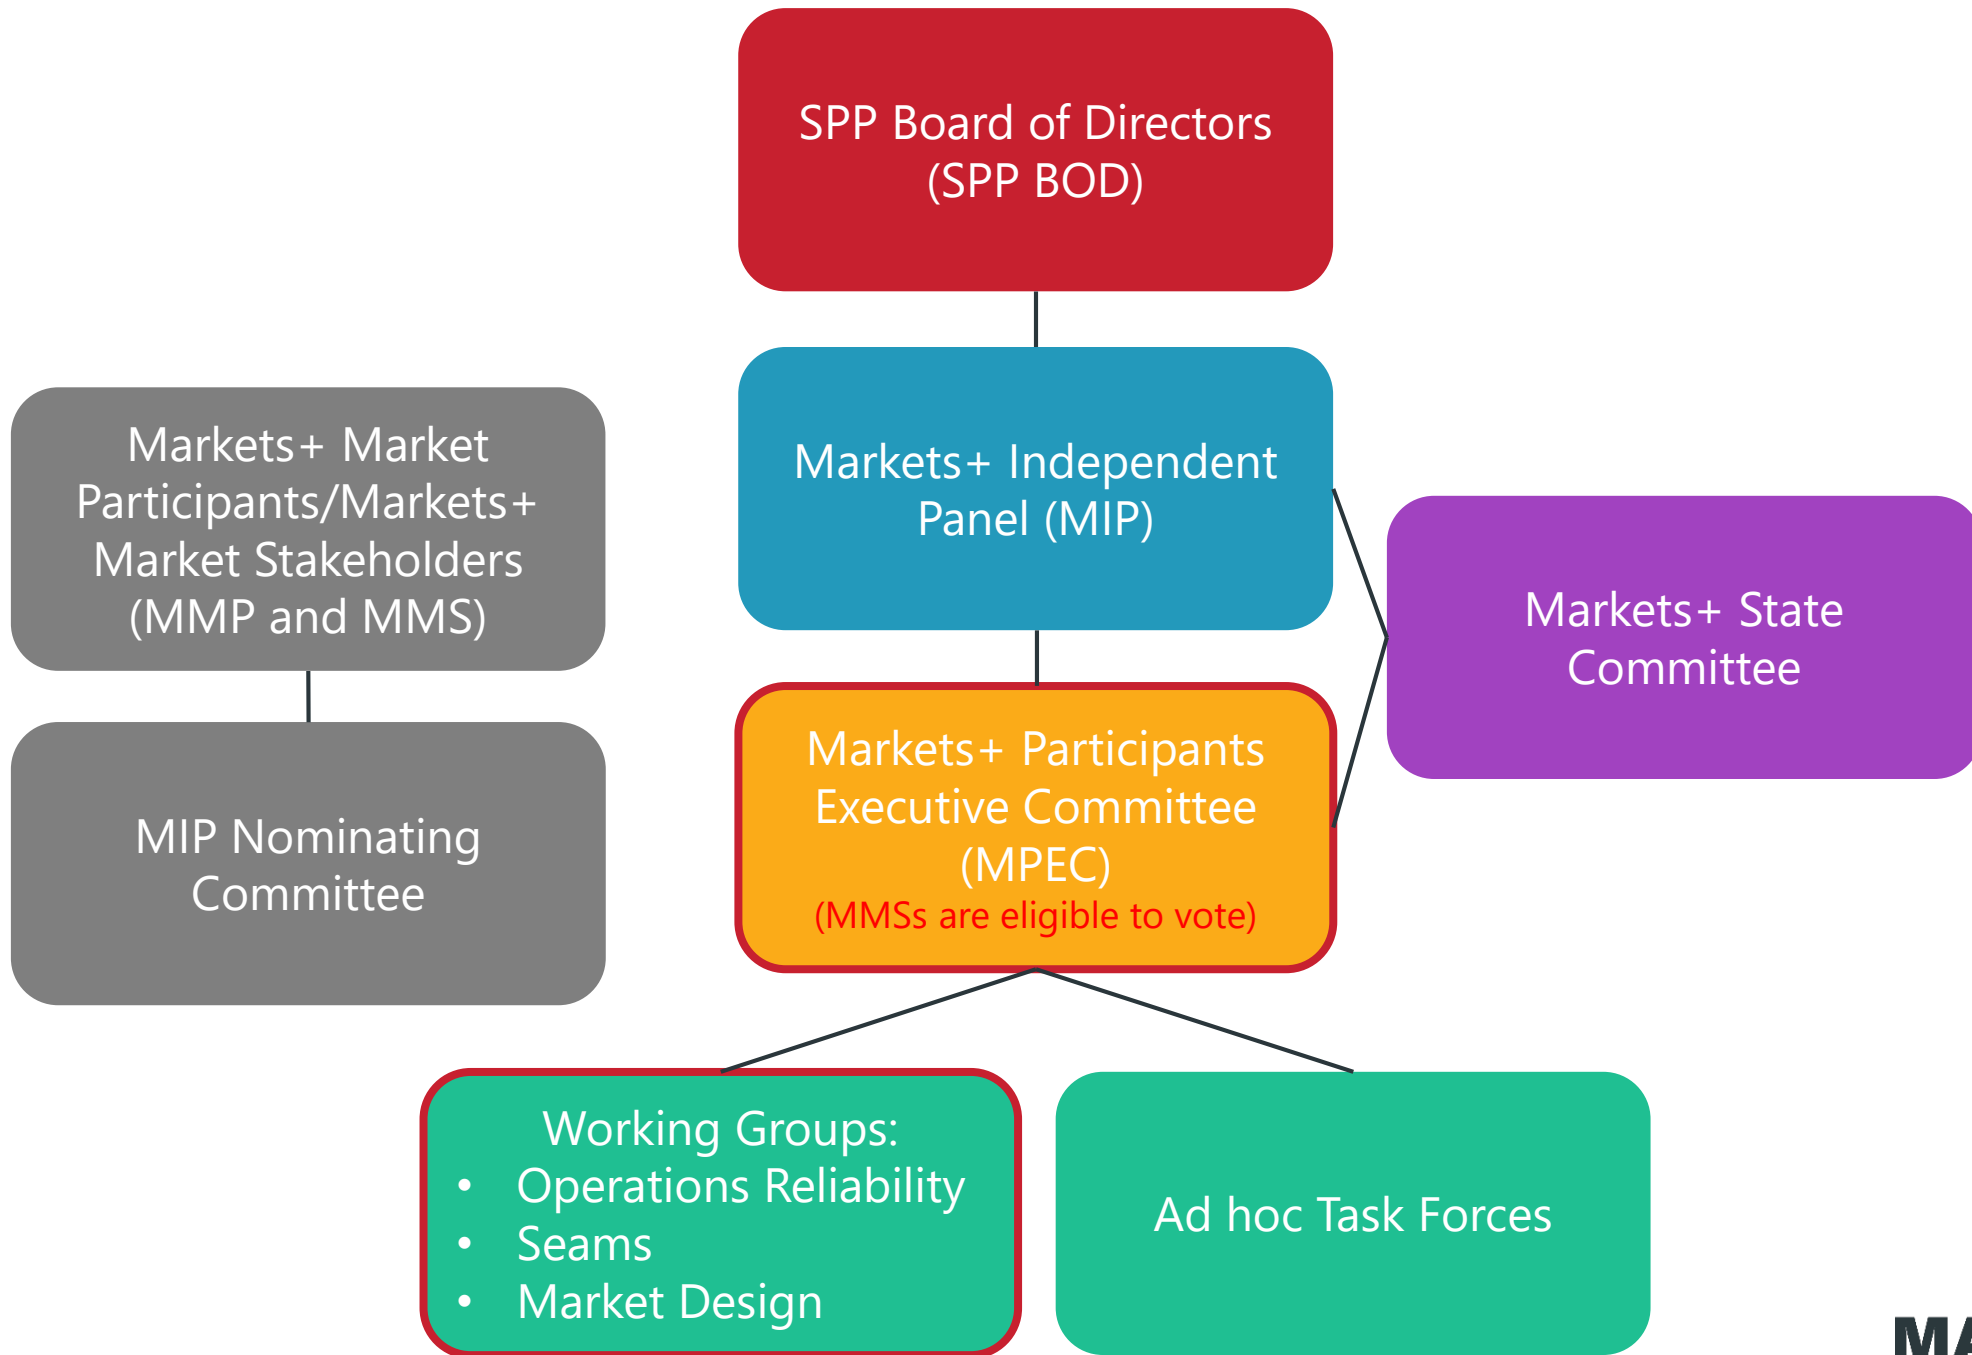 SPP Board of Directors
(SPP BOD)
Markets+ Market
Participants/Markets+
Market Stakeholders
(MMP and MMS)
Markets+ Independent
Panel (MIP)
Markets+ State
Committee
MIP Nominating
Committee
Markets+ Participants
Executive Committee
(MPEC)
(MMSs are eligible to vote)
Working Groups:
• Operations Reliability
• Seams
• Market Design
Ad hoc Task Forces